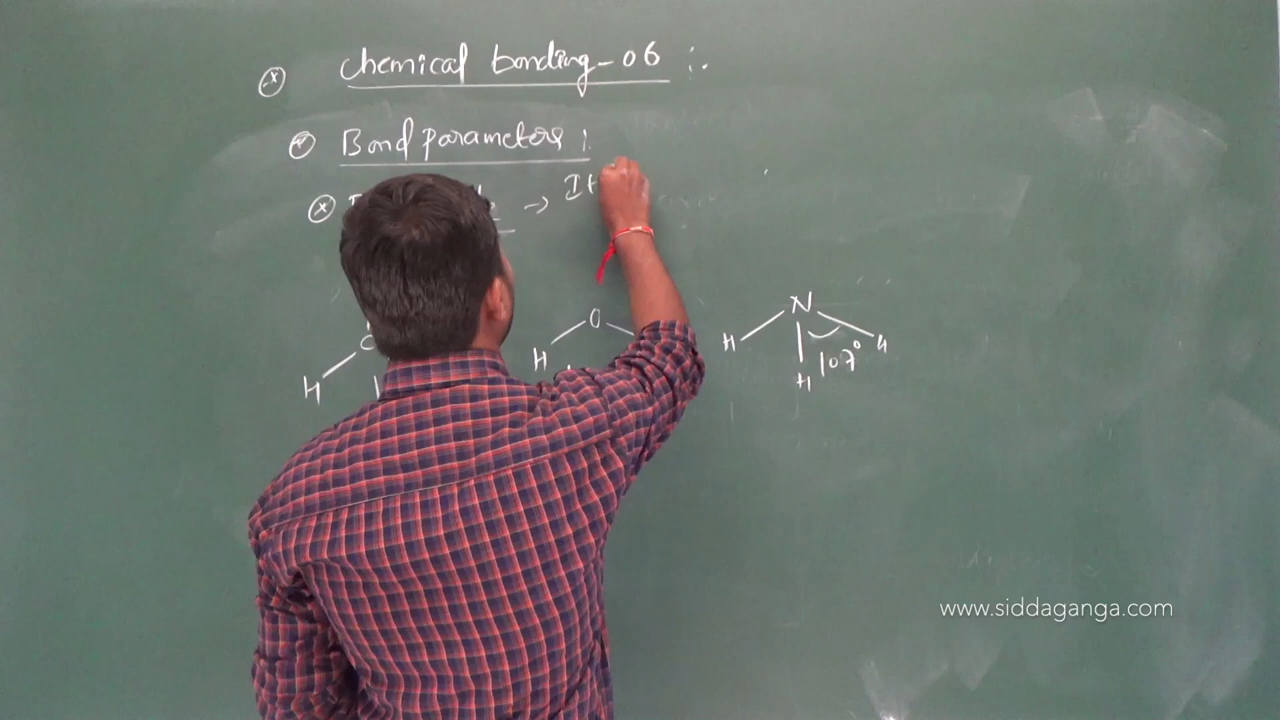 Chemical bonding-06 :.
Bond parameters :
→ It
O
N
H
H
H
H
H
107°
www.siddaganga.com